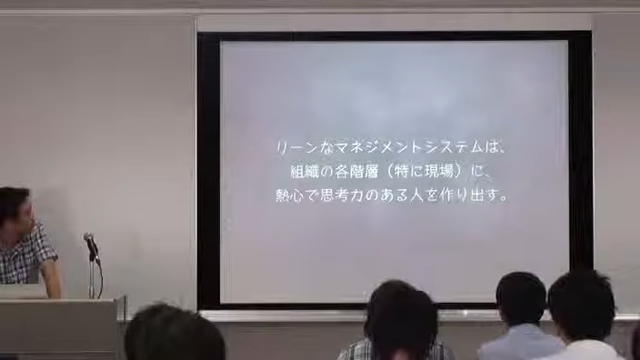 リーンなマネジメントシステムは、
組織の各階層（特に現場）に、
熱心で思考力のある人を作り出す。